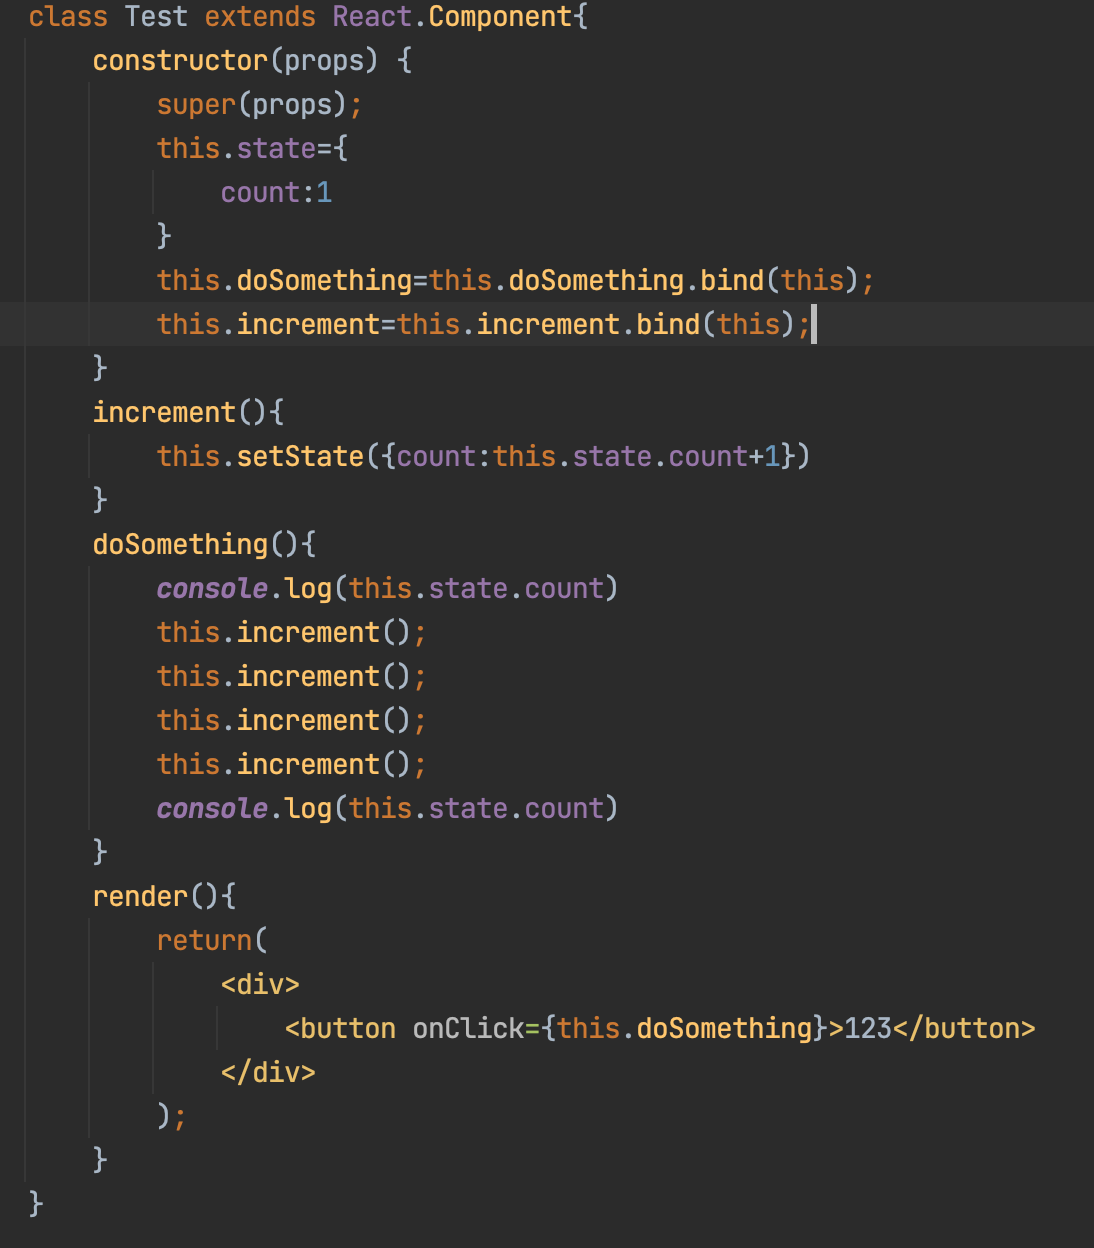 class Test extends React.Component{
    constructor(props) {
        super(props);
        this.state={
            count:1
        }
        this.doSomething=this.doSomething.bind(this);
        this.increment=this.increment.bind(this);
    }
    increment(){
        this.setState({count:this.state.count+1})
    }
    doSomething(){
        console.log(this.state.count)
        this.increment();
        this.increment();
        this.increment();
        this.increment();
        console.log(this.state.count)
    }
    render(){
        return(
            <div>
                <button onClick={this.doSomething}>123</button>
            </div>
        );
    }
}